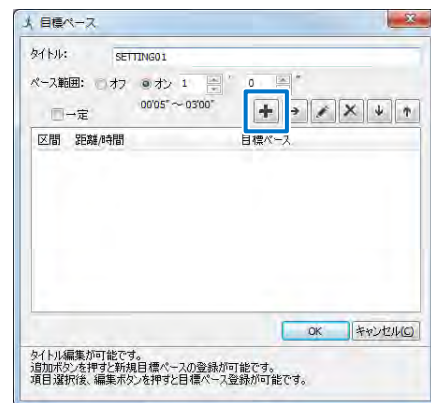 目標ペース
タイトル: SETTING01
ペース範囲: オフ オン 1 ' 0 "
一定 00'05"～03'00"
区間 距離/時間 目標ペース
OK キャンセル(C)
タイトル編集が可能です。
追加ボタンを押すと新規目標ペースの登録が可能です。
項目選択後、編集ボタンを押すと目標ペース登録が可能です。